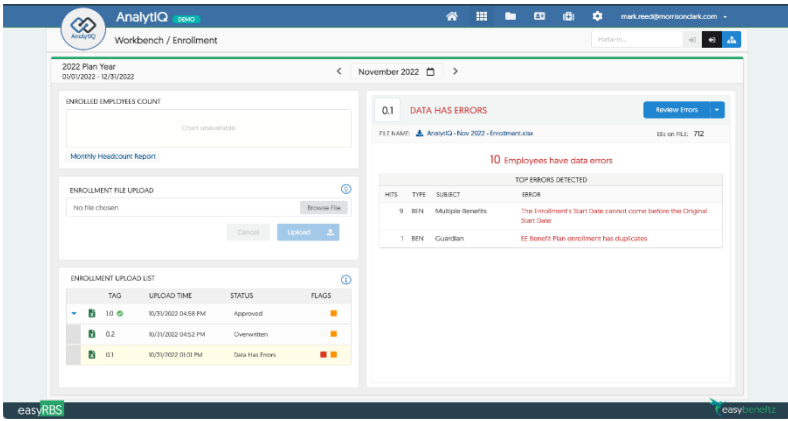 AnalytIQ DEMO
mark.reed@morrisonclark.com
AnalytIQ
Workbench / Enrollment
Portal-In...
2022 Plan Year
01/01/2022 - 12/31/2022
November 2022
ENROLLED EMPLOYEES COUNT
Chart unavailable
Monthly Headcount Report
ENROLLMENT FILE UPLOAD
No file chosen
Browse File
Cancel
Upload
ENROLLMENT UPLOAD LIST
TAG UPLOAD TIME STATUS FLAGS
1.0 10/31/2022 04:58 PM Approved
0.2 10/31/2022 04:52 PM Overwritten
0.1 10/31/2022 01:01 PM Data Has Errors
0.1 DATA HAS ERRORS
Review Errors
FILE NAME: AnalytIQ - Nov 2022 - Enrollment.xlsx
EEs on FILE: 712
10 Employees have data errors
TOP ERRORS DETECTED
HITS TYPE SUBJECT ERROR
9 BEN Multiple Benefits The Enrollment's Start Date cannot come before the Original
Start Date
1 BEN Guardian EE Benefit Plan enrollment has duplicates
easyRBS
easybenefitz